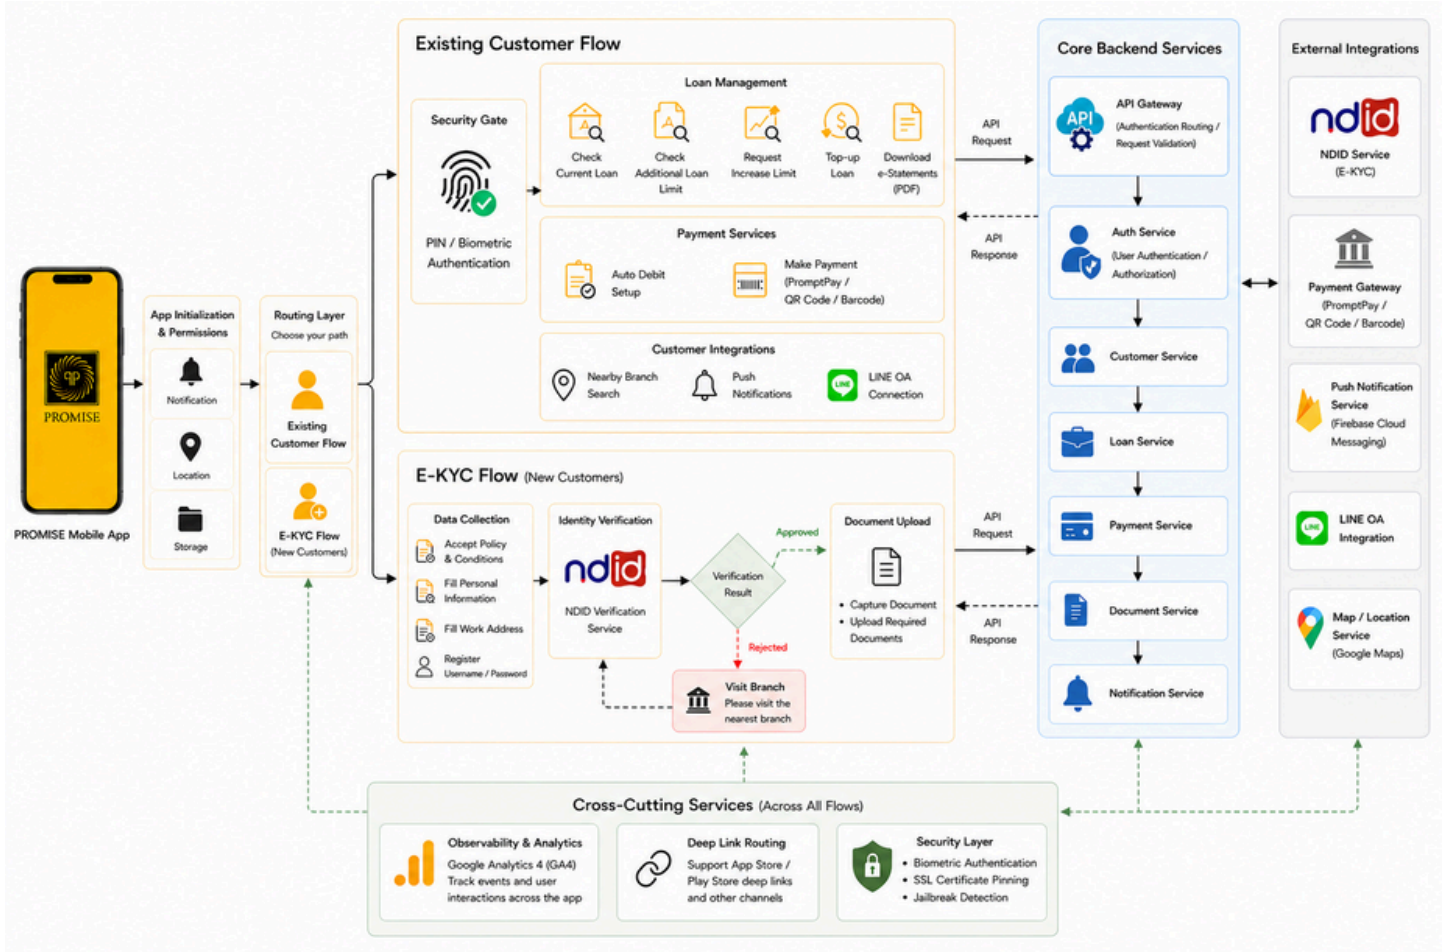 PROMISE
PROMISE Mobile App
App Initialization
& Permissions
Notification
Location
Storage
Routing Layer
Choose your path
Existing
Customer Flow
E-KYC Flow
(New Customers)
Existing Customer Flow
Security Gate
PIN / Biometric
Authentication
Loan Management
Check
Current Loan
Check
Additional Loan
Limit
Request
Increase Limit
Top-up
Loan
Download
e-Statements
(PDF)
Payment Services
Auto Debit
Setup
Make Payment
(PromptPay /
QR Code / Barcode)
Customer Integrations
Nearby Branch
Search
Push
Notifications
LINE
LINE OA
Connection
E-KYC Flow (New Customers)
Data Collection
Accept Policy
& Conditions
Fill Personal
Information
Fill Work Address
Register
Username / Password
Identity Verification
ndid
NDID Verification
Service
Verification
Result
Approved
Rejected
Visit Branch
Please visit the
nearest branch
Document Upload
• Capture Document
• Upload Required
Documents
API
Request
API
Response
API
Request
API
Response
Core Backend Services
API
API Gateway
(Authentication Routing /
Request Validation)
Auth Service
(User Authentication /
Authorization)
Customer Service
Loan Service
Payment Service
Document Service
Notification Service
External Integrations
ndid
NDID Service
(E-KYC)
Payment Gateway
(PromptPay /
QR Code / Barcode)
Push Notification
Service
(Firebase Cloud
Messaging)
LINE
LINE OA
Integration
Map / Location
Service
(Google Maps)
Cross-Cutting Services (Across All Flows)
Observability & Analytics
Google Analytics 4 (GA4)
Track events and user
interactions across the app
Deep Link Routing
Support App Store /
Play Store deep links
and other channels
Security Layer
• Biometric Authentication
• SSL Certificate Pinning
• Jailbreak Detection